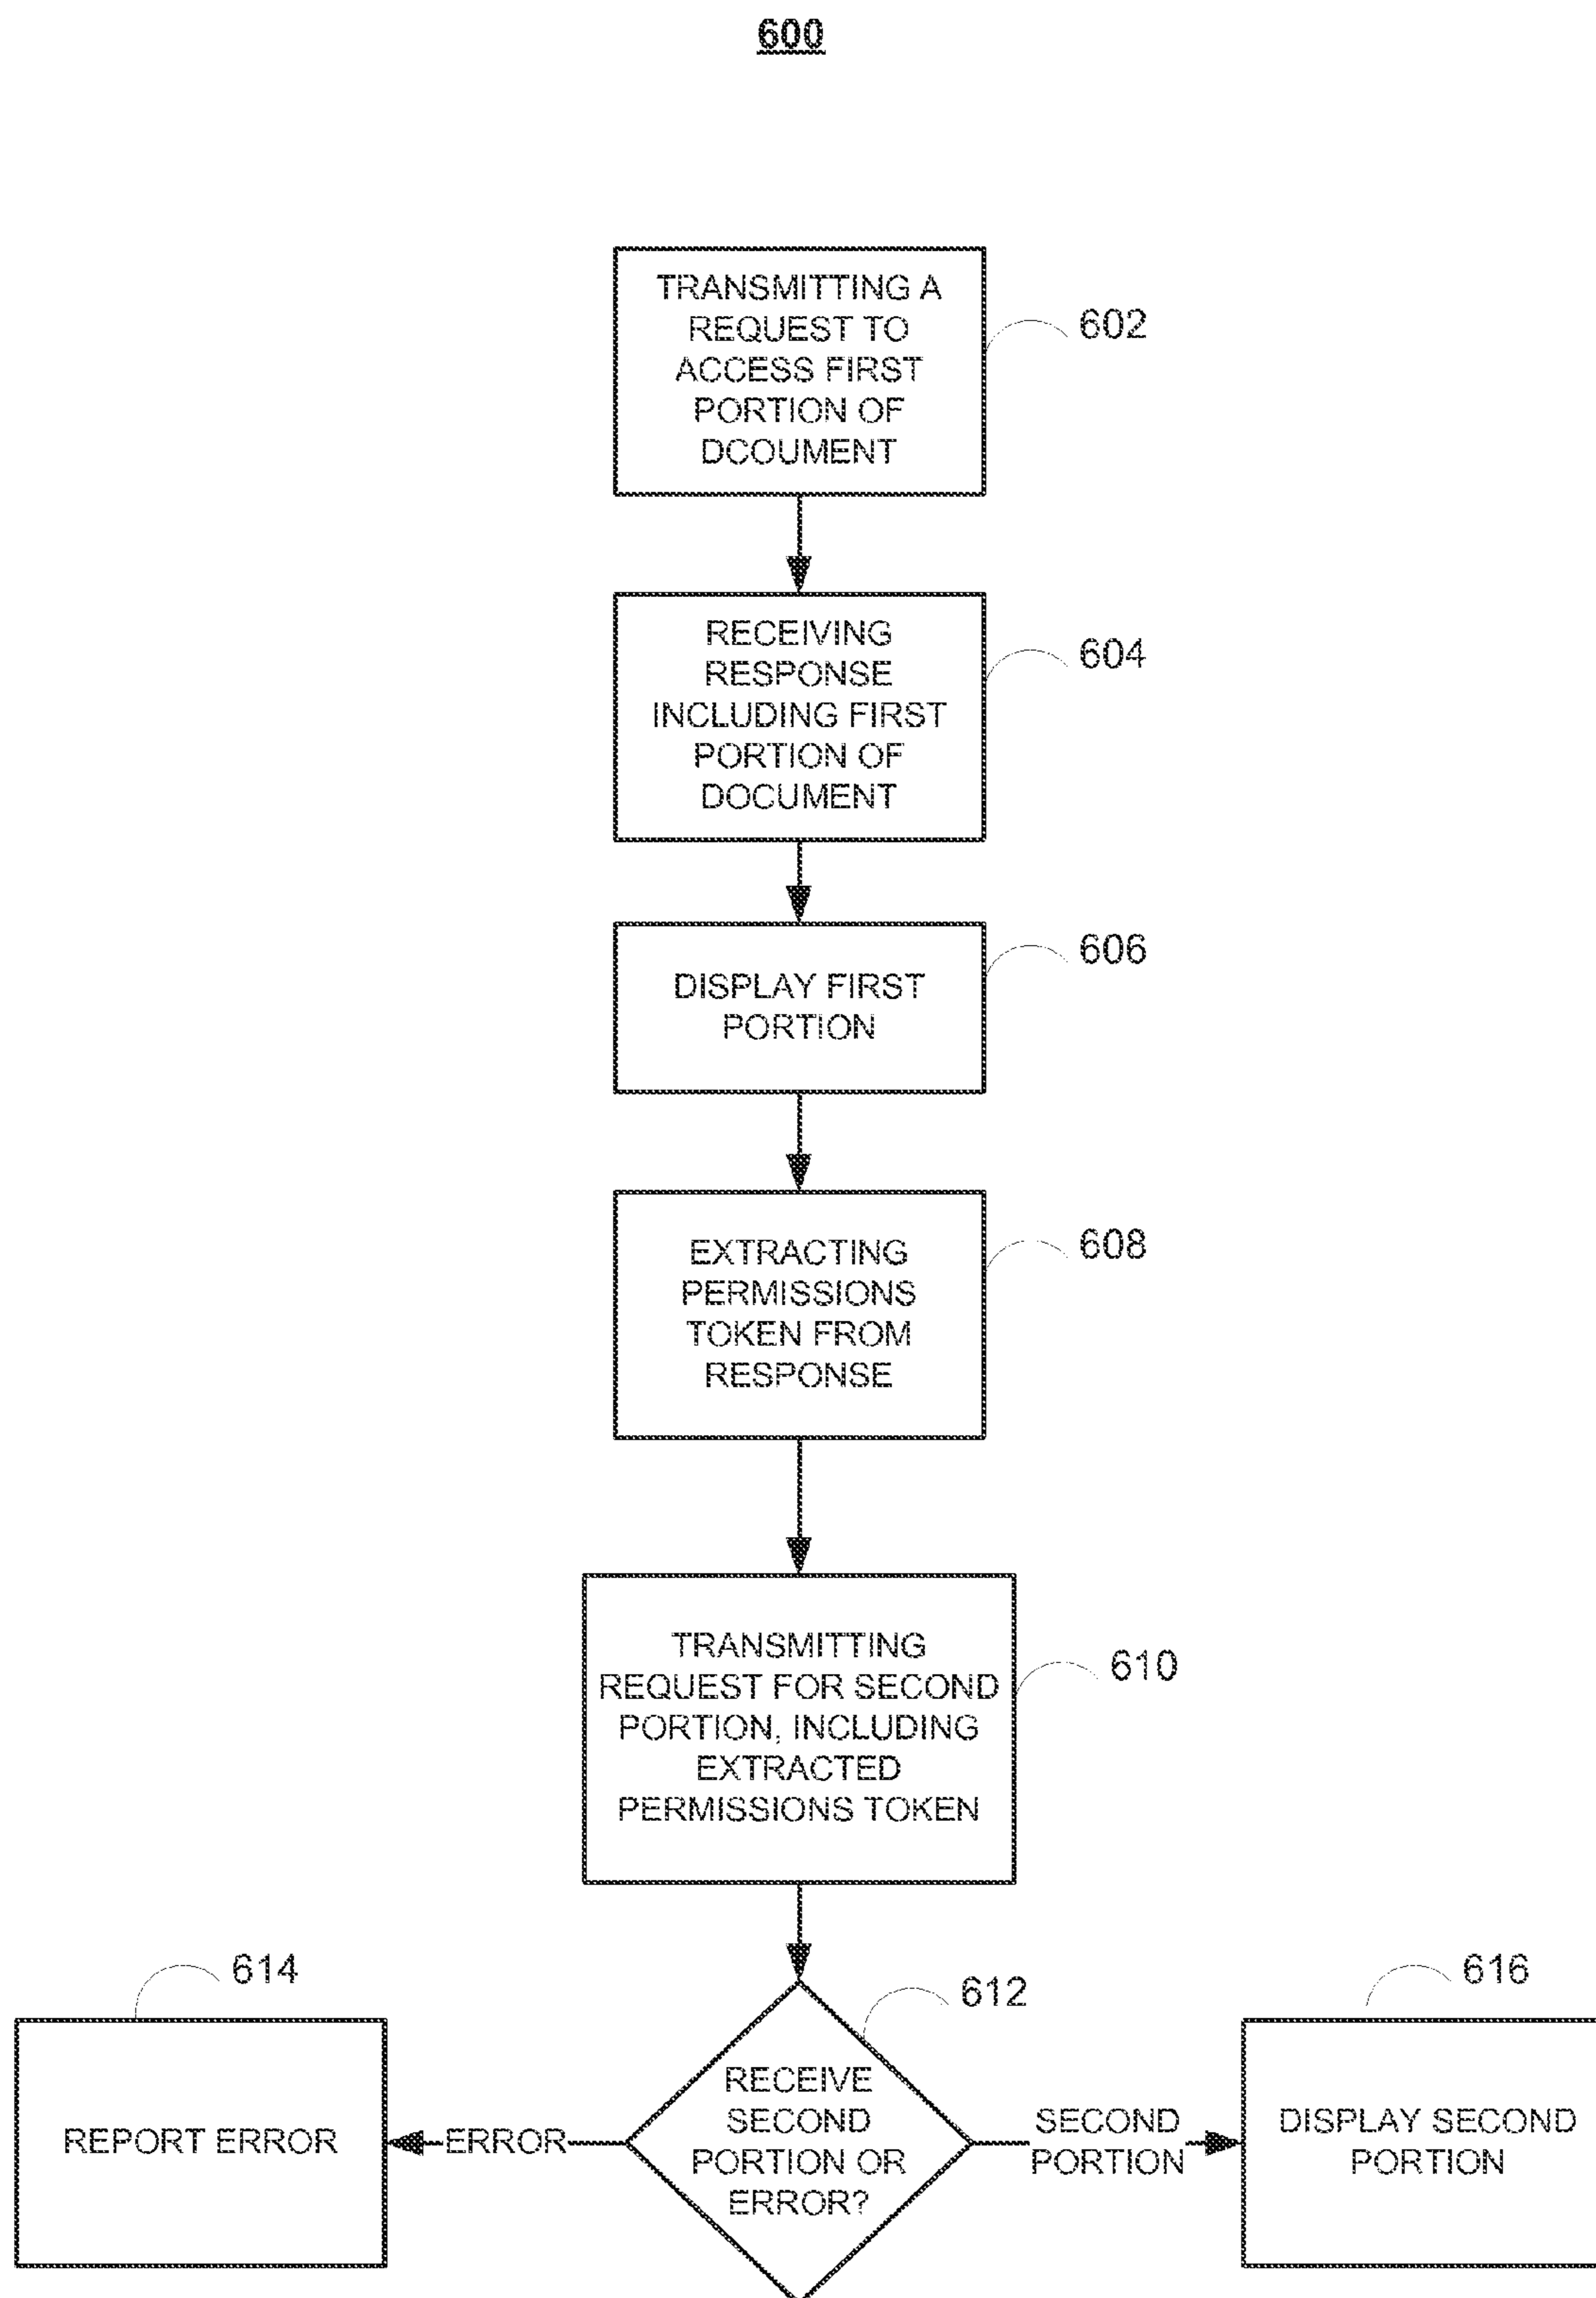 600
TRANSMITTING A
REQUEST TO
ACCESS FIRST
PORTION OF
DCOUMENT
602
RECEIVING
RESPONSE
INCLUDING FIRST
PORTION OF
DOCUMENT
604
DISPLAY FIRST
PORTION
606
EXTRACTING
PERMISSIONS
TOKEN FROM
RESPONSE
608
TRANSMITTING
REQUEST FOR SECOND
PORTION, INCLUDING
EXTRACTED
PERMISSIONS TOKEN
610
614
REPORT ERROR
ERROR
612
RECEIVE
SECOND
PORTION OR
ERROR?
SECOND
PORTION
616
DISPLAY SECOND
PORTION